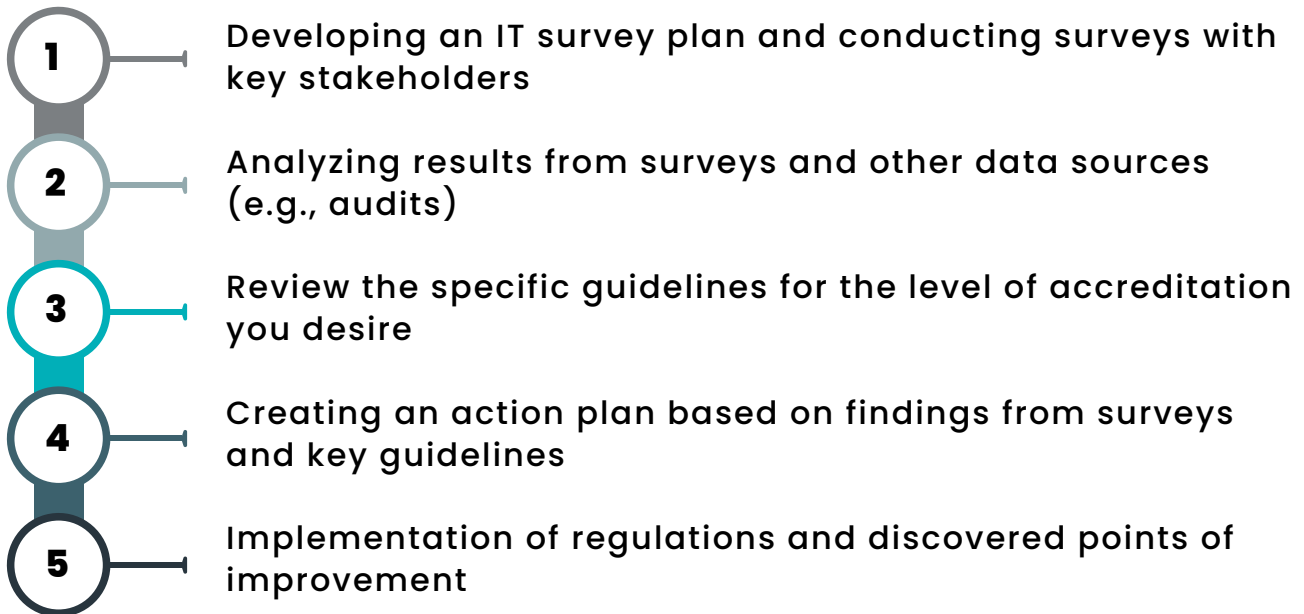 1
Developing an IT survey plan and conducting surveys with
key stakeholders
2
Analyzing results from surveys and other data sources
(e.g., audits)
3
Review the specific guidelines for the level of accreditation
you desire
4
Creating an action plan based on findings from surveys
and key guidelines
5
Implementation of regulations and discovered points of
improvement